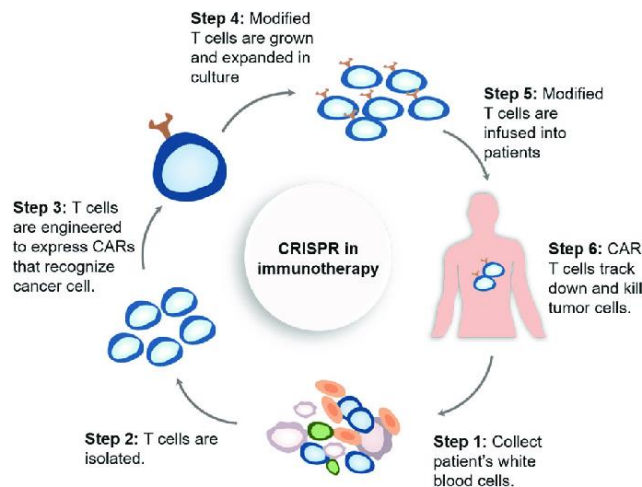 Step 4: Modified
T cells are grown
and expanded in
culture
Step 5: Modified
T cells are
infused into
patients
Step 3: T cells
are engineered
to express CARs
that recognize
cancer cell.
CRISPR in
immunotherapy
Step 6: CAR
T cells track
down and kill
tumor cells.
Step 2: T cells are
isolated.
Step 1: Collect
patient's white
blood cells.